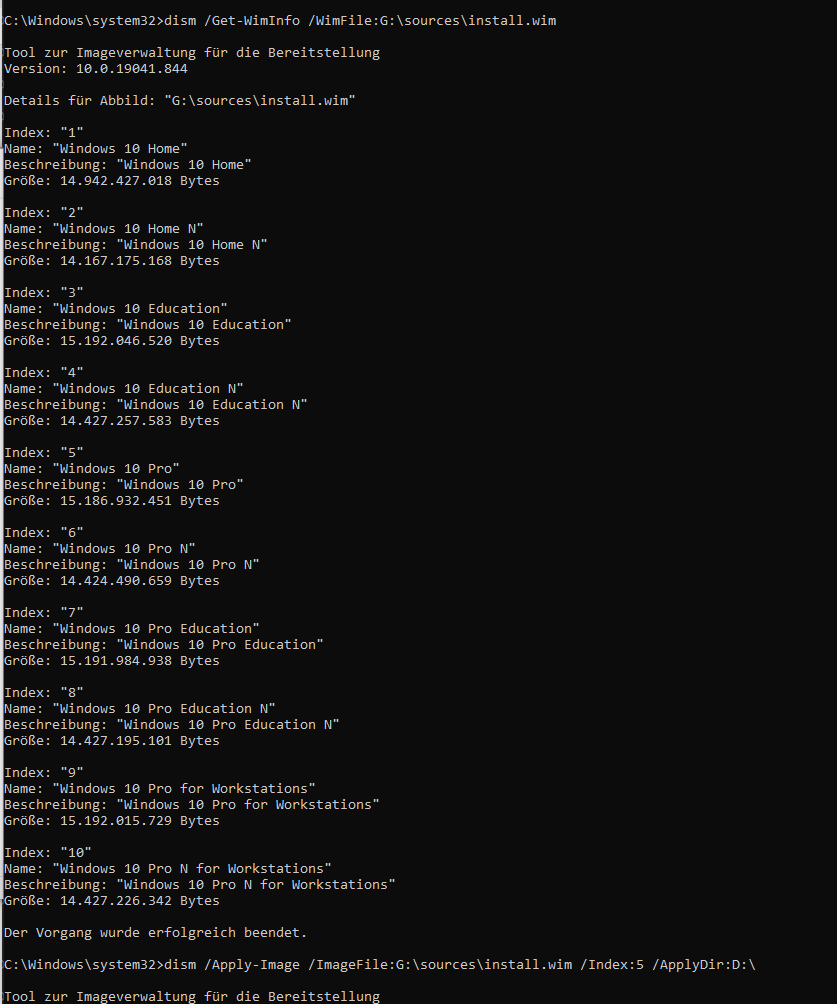 C:\Windows\system32>dism /Get-WimInfo /WimFile:G:\sources\install.wim
Tool zur Imageverwaltung für die Bereitstellung
Version: 10.0.19041.844
Details für Abbild: "G:\sources\install.wim"
Index: "1"
Name: "Windows 10 Home"
Beschreibung: "Windows 10 Home"
Größe: 14.942.427.018 Bytes
Index: "2"
Name: "Windows 10 Home N"
Beschreibung: "Windows 10 Home N"
Größe: 14.167.175.168 Bytes
Index: "3"
Name: "Windows 10 Education"
Beschreibung: "Windows 10 Education"
Größe: 15.192.046.520 Bytes
Index: "4"
Name: "Windows 10 Education N"
Beschreibung: "Windows 10 Education N"
Größe: 14.427.257.583 Bytes
Index: "5"
Name: "Windows 10 Pro"
Beschreibung: "Windows 10 Pro"
Größe: 15.186.932.451 Bytes
Index: "6"
Name: "Windows 10 Pro N"
Beschreibung: "Windows 10 Pro N"
Größe: 14.424.490.659 Bytes
Index: "7"
Name: "Windows 10 Pro Education"
Beschreibung: "Windows 10 Pro Education"
Größe: 15.191.984.938 Bytes
Index: "8"
Name: "Windows 10 Pro Education N"
Beschreibung: "Windows 10 Pro Education N"
Größe: 14.427.195.101 Bytes
Index: "9"
Name: "Windows 10 Pro for Workstations"
Beschreibung: "Windows 10 Pro for Workstations"
Größe: 15.192.015.729 Bytes
Index: "10"
Name: "Windows 10 Pro N for Workstations"
Beschreibung: "Windows 10 Pro N for Workstations"
Größe: 14.427.226.342 Bytes
Der Vorgang wurde erfolgreich beendet.
C:\Windows\system32>dism /Apply-Image /ImageFile:G:\sources\install.wim /Index:5 /ApplyDir:D:\
Tool zur Imageverwaltung für die Bereitstellung